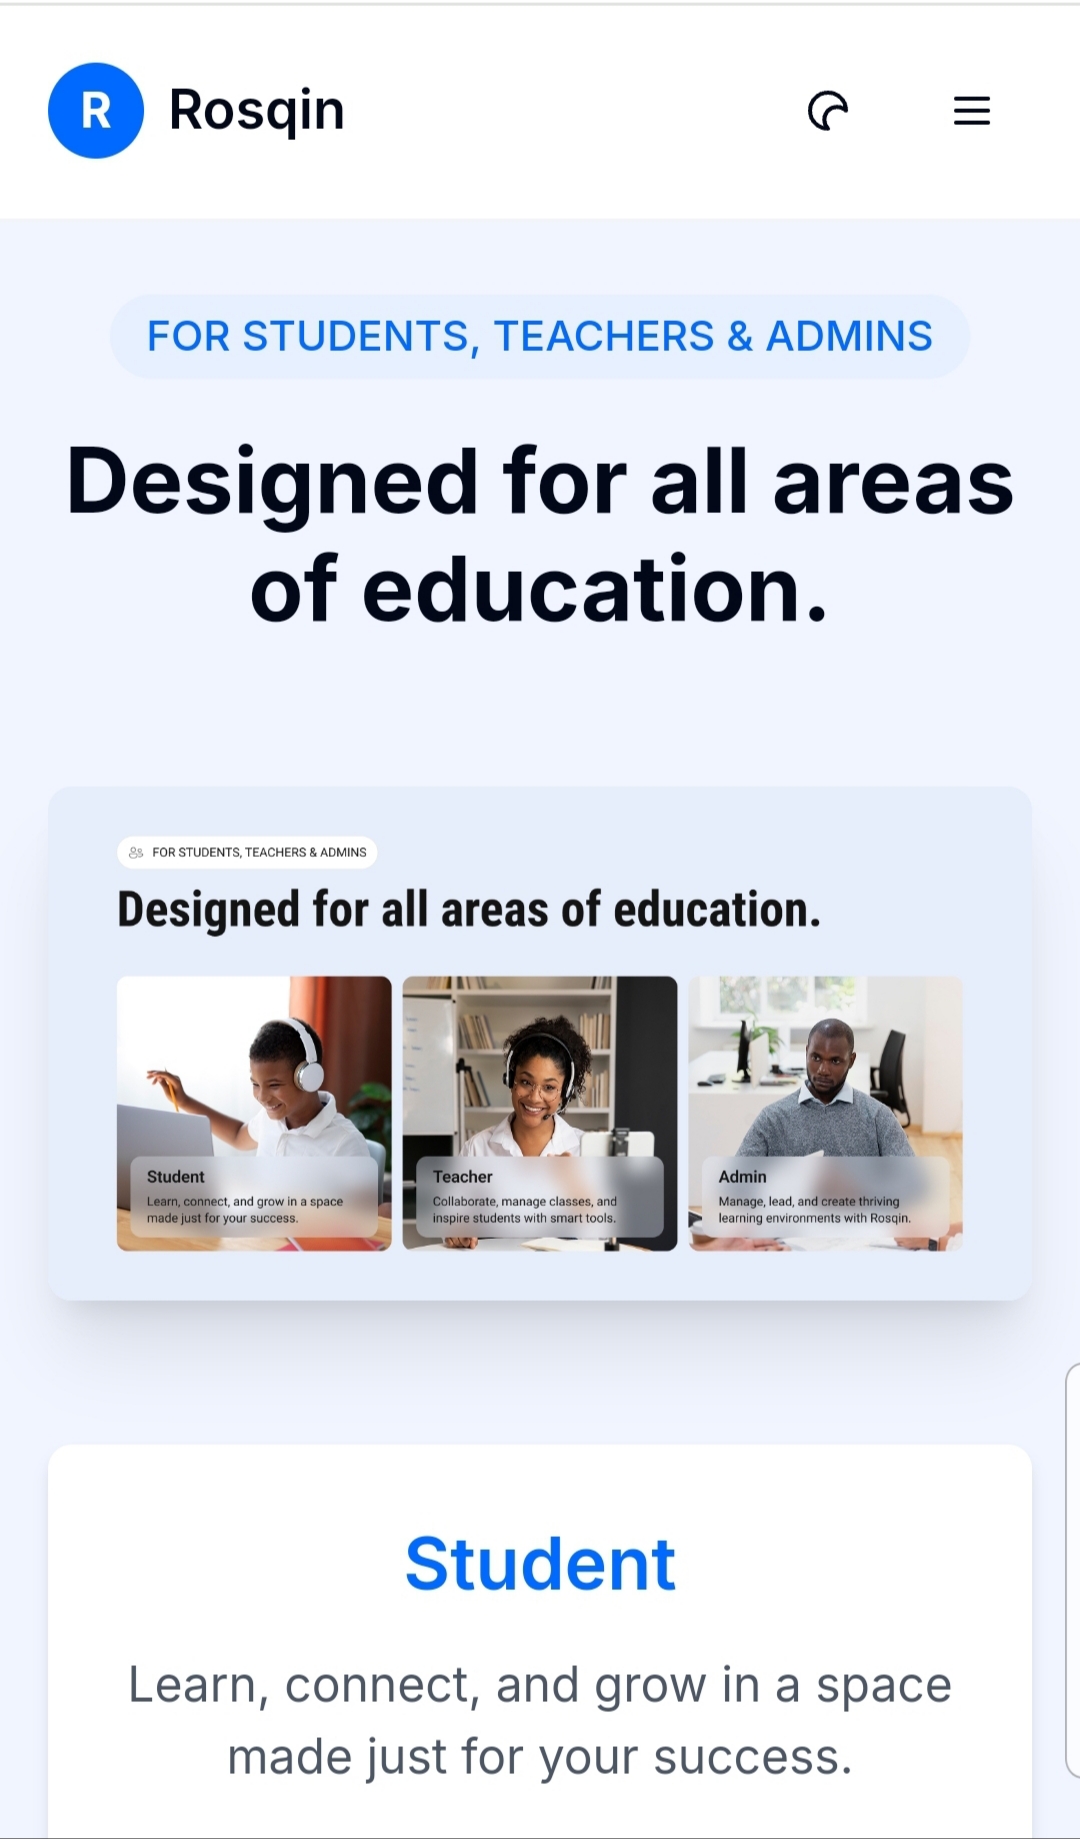 R Rosqin
FOR STUDENTS, TEACHERS & ADMINS
Designed for all areas
of education.
FOR STUDENTS, TEACHERS & ADMINS
Designed for all areas of education.
Student
Learn, connect, and grow in a space
made just for your success.
Teacher
Collaborate, manage classes, and
inspire students with smart tools.
Admin
Manage, lead, and create thriving
learning environments with Rosqin.
Student
Learn, connect, and grow in a space
made just for your success.